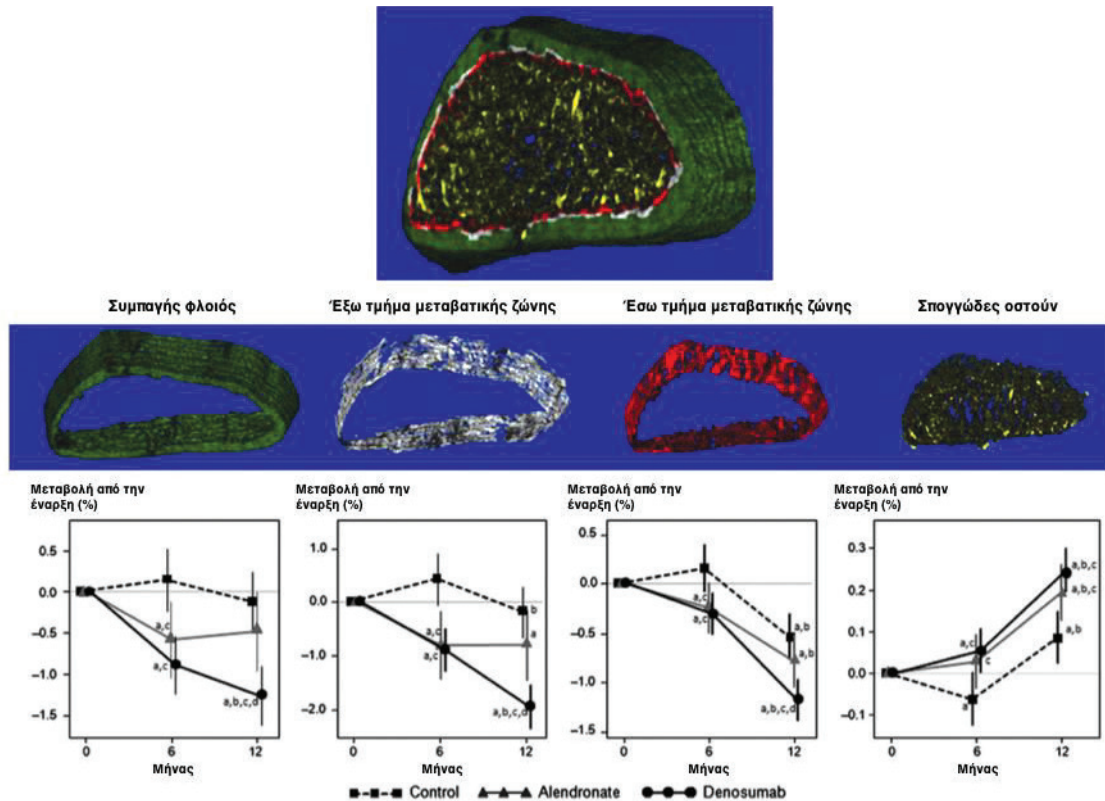 Συμπαγής φλοιός
Έξω τμήμα μεταβατικής ζώνης
Έσω τμήμα μεταβατικής ζώνης
Σπογγώδες οστούν
Μεταβολή από την
έναρξη (%)
0.5
0.0
−0.5
−1.0
−1.5
a,c
a,c
a,b,c,d
0
6
12
Μήνας
Μεταβολή από την
έναρξη (%)
1.0
0.0
−1.0
−2.0
a,c
a,c
b
a
a,b,c,d
0
6
12
Μήνας
Μεταβολή από την
έναρξη (%)
0.5
0.0
−0.5
−1.0
−1.5
a,c
a,c
a,b
a,b
a,b,c,d
0
6
12
Μήνας
Μεταβολή από την
έναρξη (%)
0.3
0.2
0.1
0.0
−0.1
a,c
c
a
a,b,c
a,b,c
a,b
0
6
12
Μήνας
Control
Alendronate
Denosumab